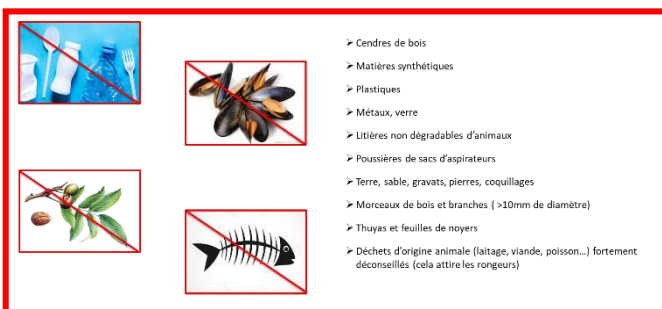 ➢ Cendres de bois
➢ Matières synthétiques
➢ Plastiques
➢ Métaux, verre
➢ Litières non dégradables d'animaux
➢ Poussières de sacs d'aspirateurs
➢ Terre, sable, gravats, pierres, coquillages
➢ Morceaux de bois et branches ( >10mm de diamètre)
➢ Thuyas et feuilles de noyers
➢ Déchets d'origine animale (laitage, viande, poisson…) fortement
déconseillés (cela attire les rongeurs)